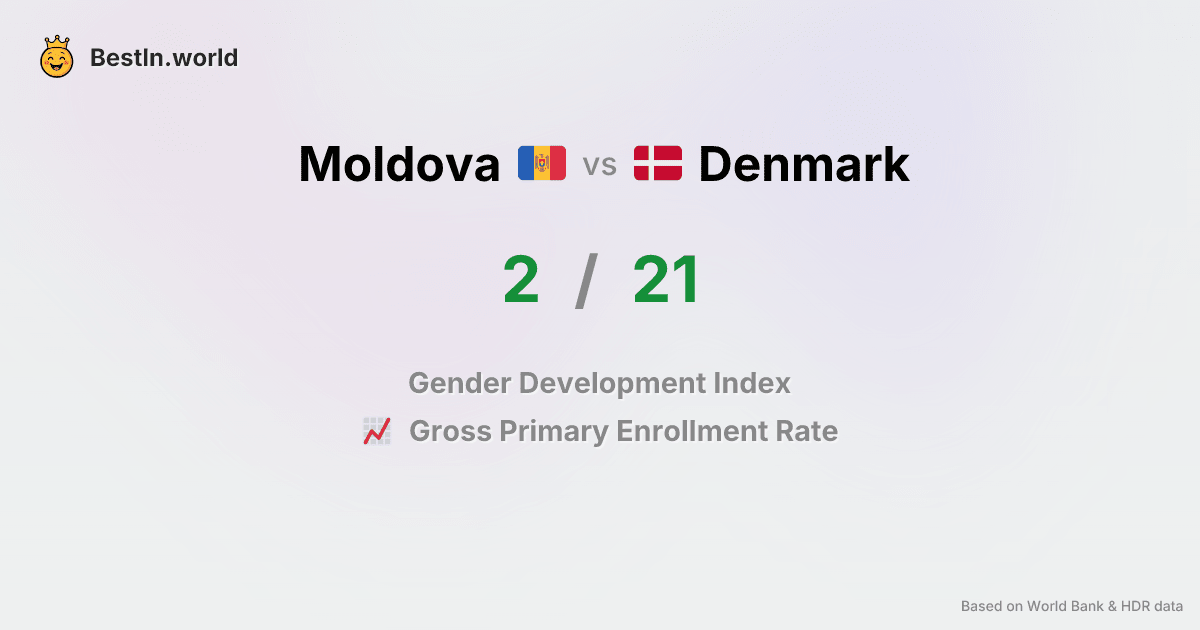 BestIn.world
Moldova vs Denmark
2 / 21
Gender Development Index
Gross Primary Enrollment Rate
Based on World Bank & HDR data